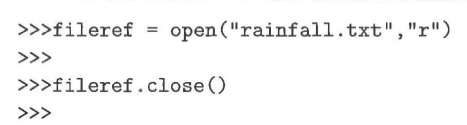 >>>fileref = open("rainfall.txt","r")
>>>
>>>fileref.close()
>>>